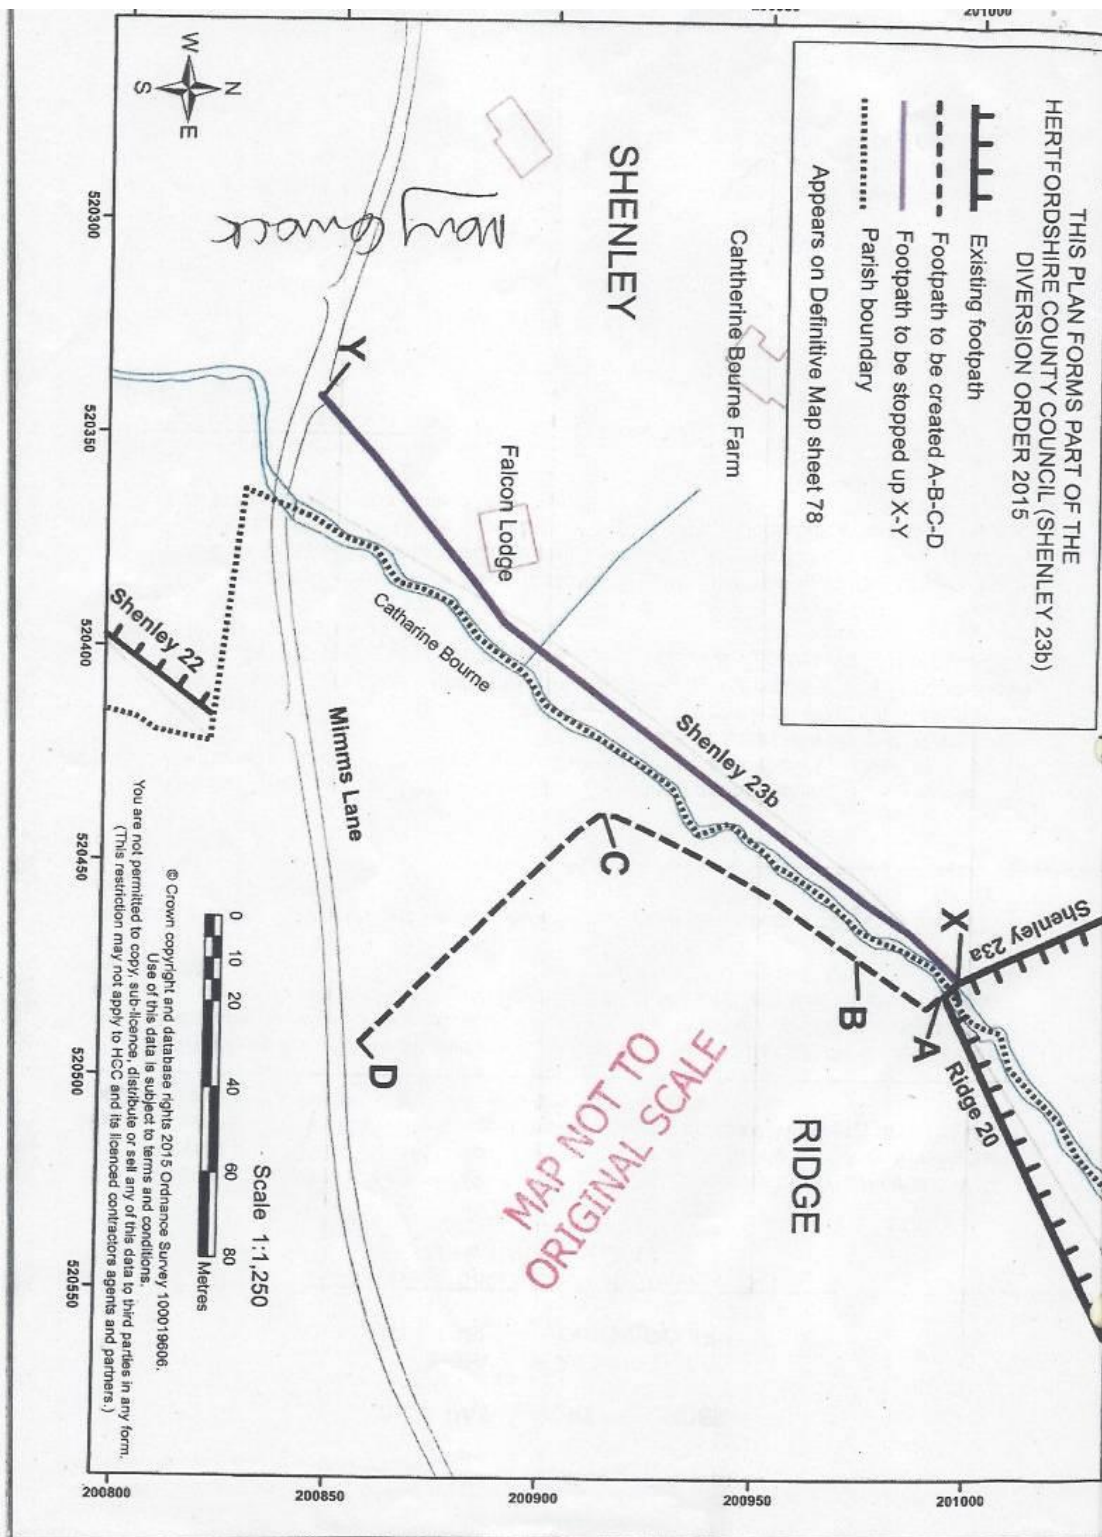 THIS PLAN FORMS PART OF THE
HERTFORDSHIRE COUNTY COUNCIL (SHENLEY 23b)
DIVERSION ORDER 2015
Existing footpath
Footpath to be created A-B-C-D
Footpath to be stopped up X-Y
Parish boundary
Appears on Definitive Map sheet 78
201000
Shenley 23a
X
A
Ridge 20
B
Shenley 23b
Cahtherine Bourne Farm
SHENLEY
RIDGE
C
MAP NOT TO
ORIGINAL SCALE
Falcon Lodge
Catharine Bourne
Y
D
Mimms Lane
Shenley 22
N
W
E
S
Scale 1:1,250
0
10
20
40
60
80
Metres
© Crown copyright and database rights 2015 Ordnance Survey 100019606.
Use of this data is subject to terms and conditions.
You are not permitted to copy, sub-licence, distribute or sell any of this data to third parties in any form.
(This restriction may not apply to HCC and its licenced contractors agents and partners.)
520300
520350
520400
520450
520500
520550
200800
200850
200900
200950
201000